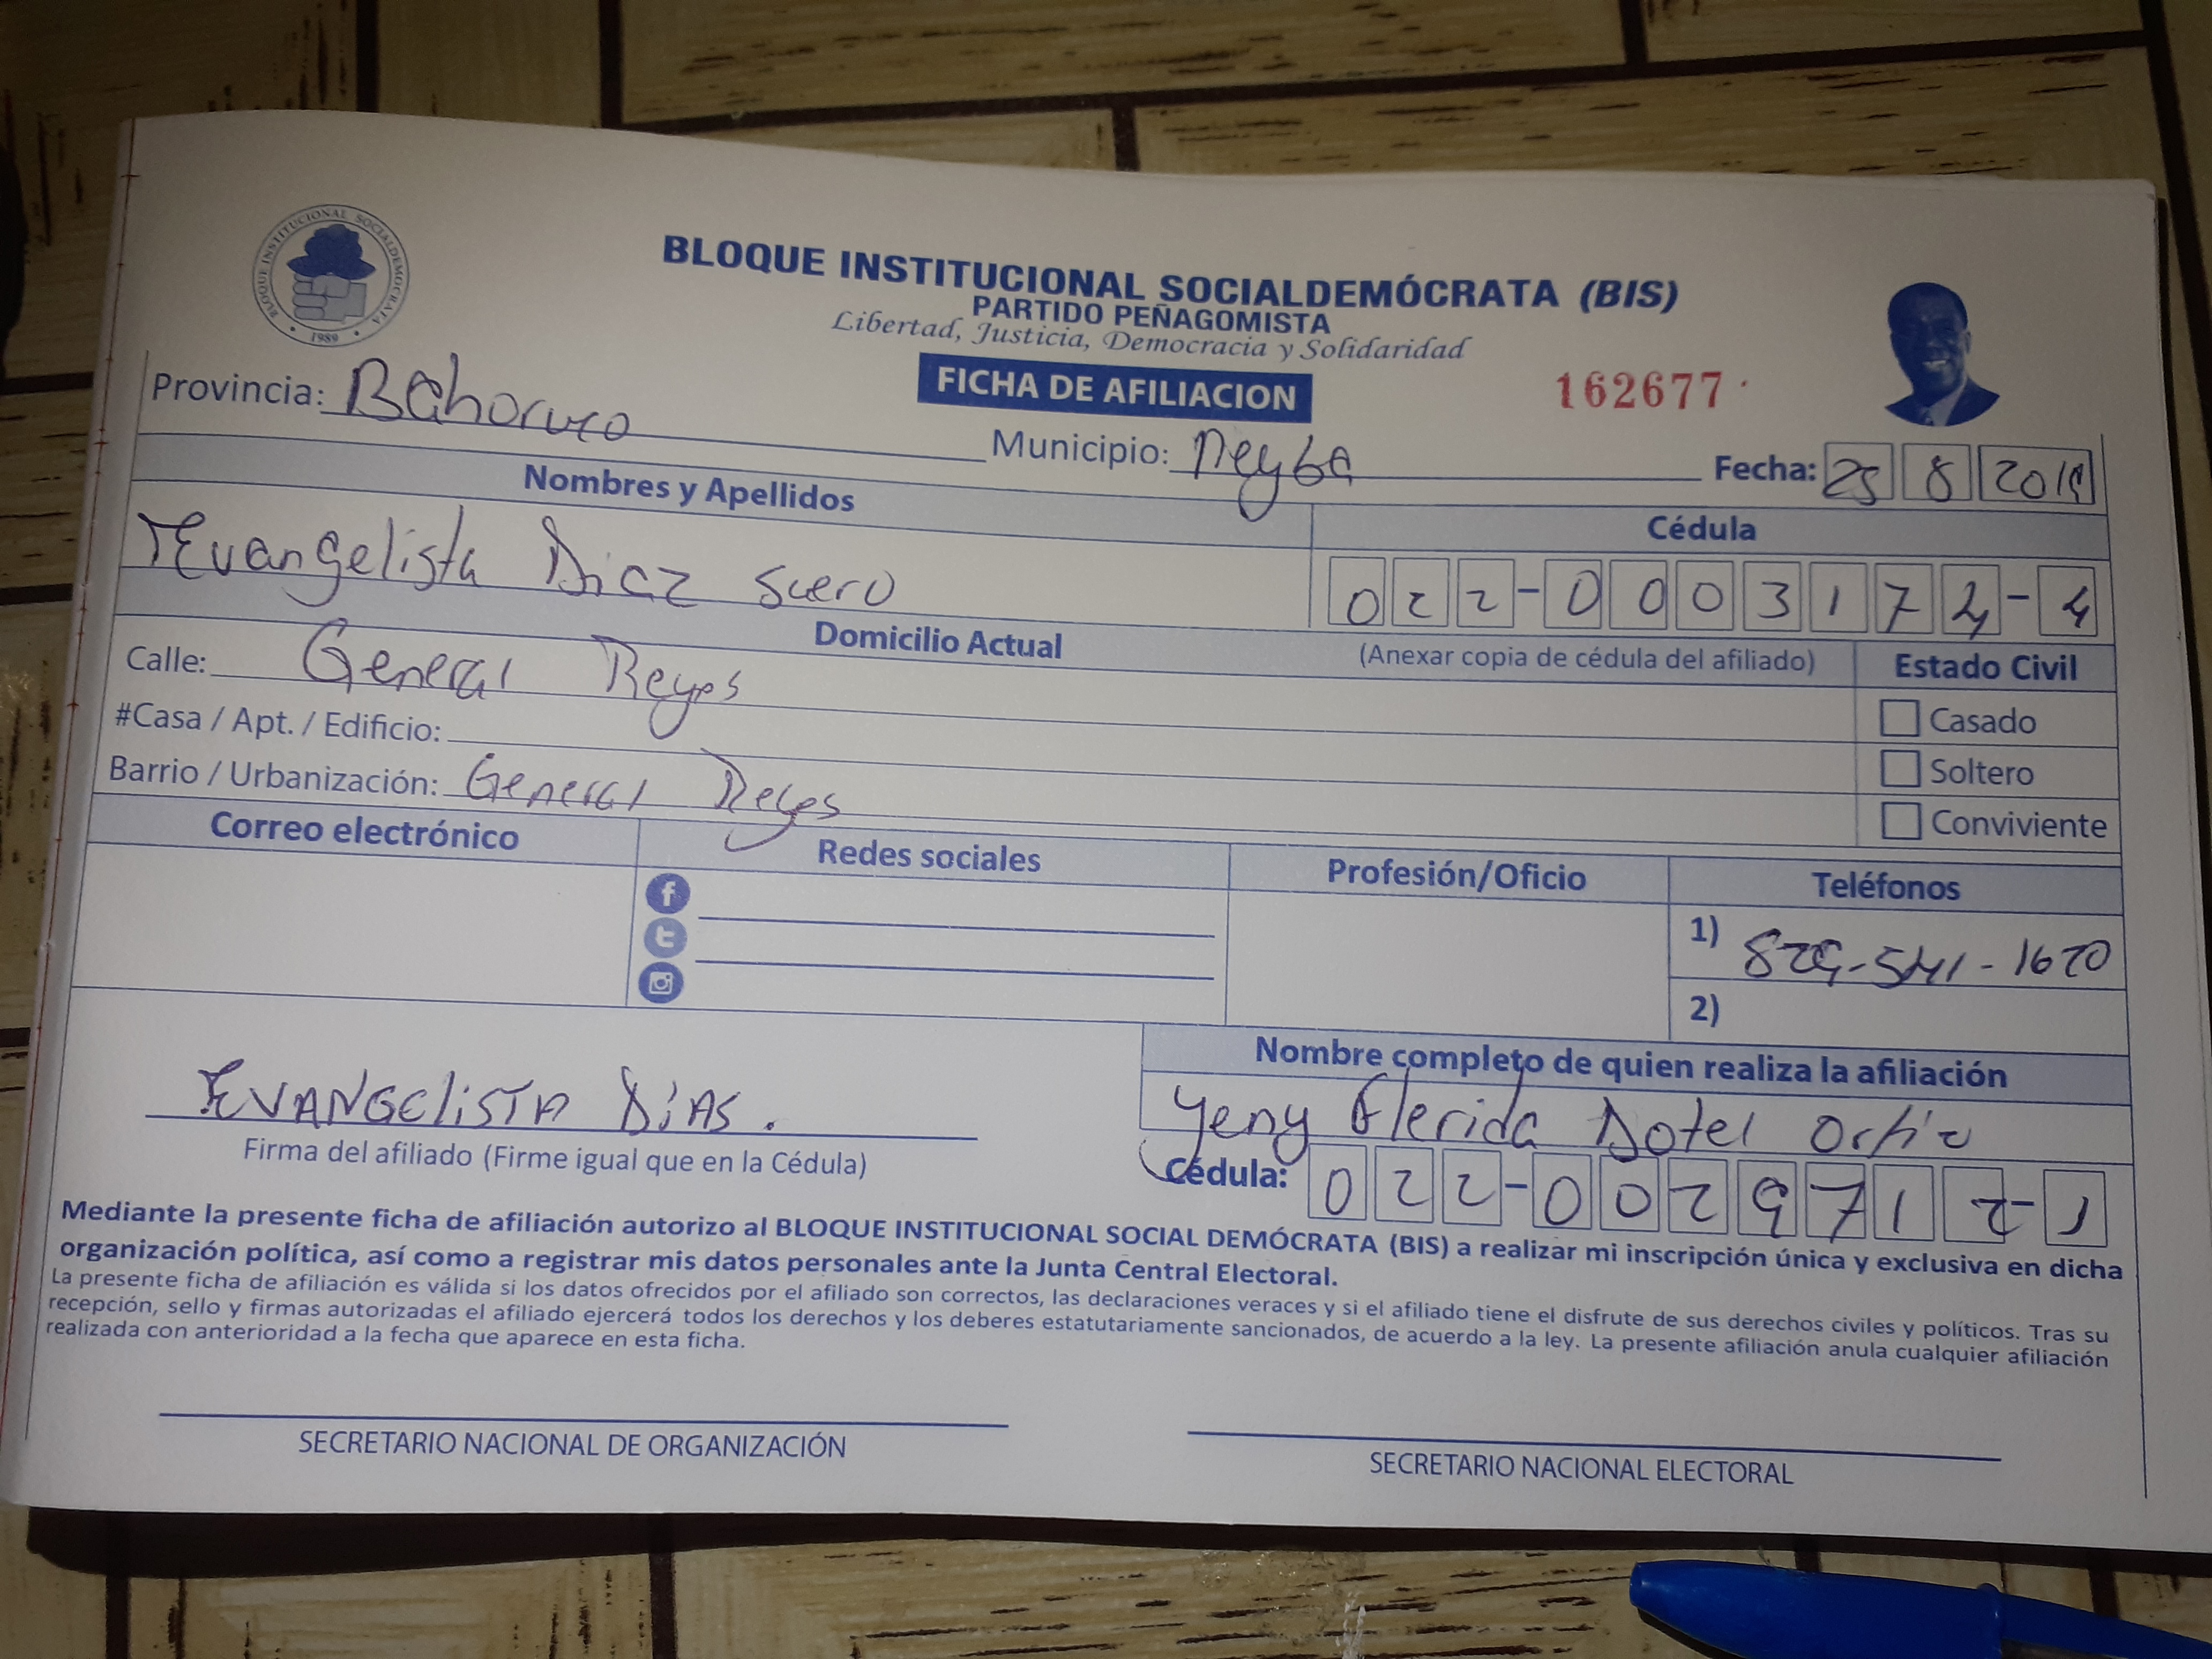 BLOQUE INSTITUCIONAL SOCIALDEMOCRATA
1989
BLOQUE INSTITUCIONAL SOCIALDEMÓCRATA (BIS)
PARTIDO PEÑAGOMISTA
Libertad, Justicia, Democracia y Solidaridad
FICHA DE AFILIACION
162677
Provincia: Bahoruco Municipio: Neyba Fecha: 25 8 2019
Nombres y Apellidos Cédula
Evangelista Diaz Suero 022-0003172-4
Domicilio Actual (Anexar copia de cédula del afiliado) Estado Civil
Calle: General Reyes
Casado
#Casa / Apt. / Edificio:
Soltero
Barrio / Urbanización: General Reyes
Conviviente
Correo electrónico Redes sociales Profesión/Oficio Teléfonos
1) 829-541-1620
2)
Nombre completo de quien realiza la afiliación
EVANGELISTA DiAS. Yeny Glerida Dotel Ortiz
Firma del afiliado (Firme igual que en la Cédula) Cédula: 022-0029712-1
Mediante la presente ficha de afiliación autorizo al BLOQUE INSTITUCIONAL SOCIAL DEMÓCRATA (BIS) a realizar mi inscripción única y exclusiva en dicha
organización política, así como a registrar mis datos personales ante la Junta Central Electoral.
La presente ficha de afiliación es válida si los datos ofrecidos por el afiliado son correctos, las declaraciones veraces y si el afiliado tiene el disfrute de sus derechos civiles y políticos. Tras su
recepción, sello y firmas autorizadas el afiliado ejercerá todos los derechos y los deberes estatutariamente sancionados, de acuerdo a la ley. La presente afiliación anula cualquier afiliación
realizada con anterioridad a la fecha que aparece en esta ficha.
SECRETARIO NACIONAL DE ORGANIZACIÓN SECRETARIO NACIONAL ELECTORAL